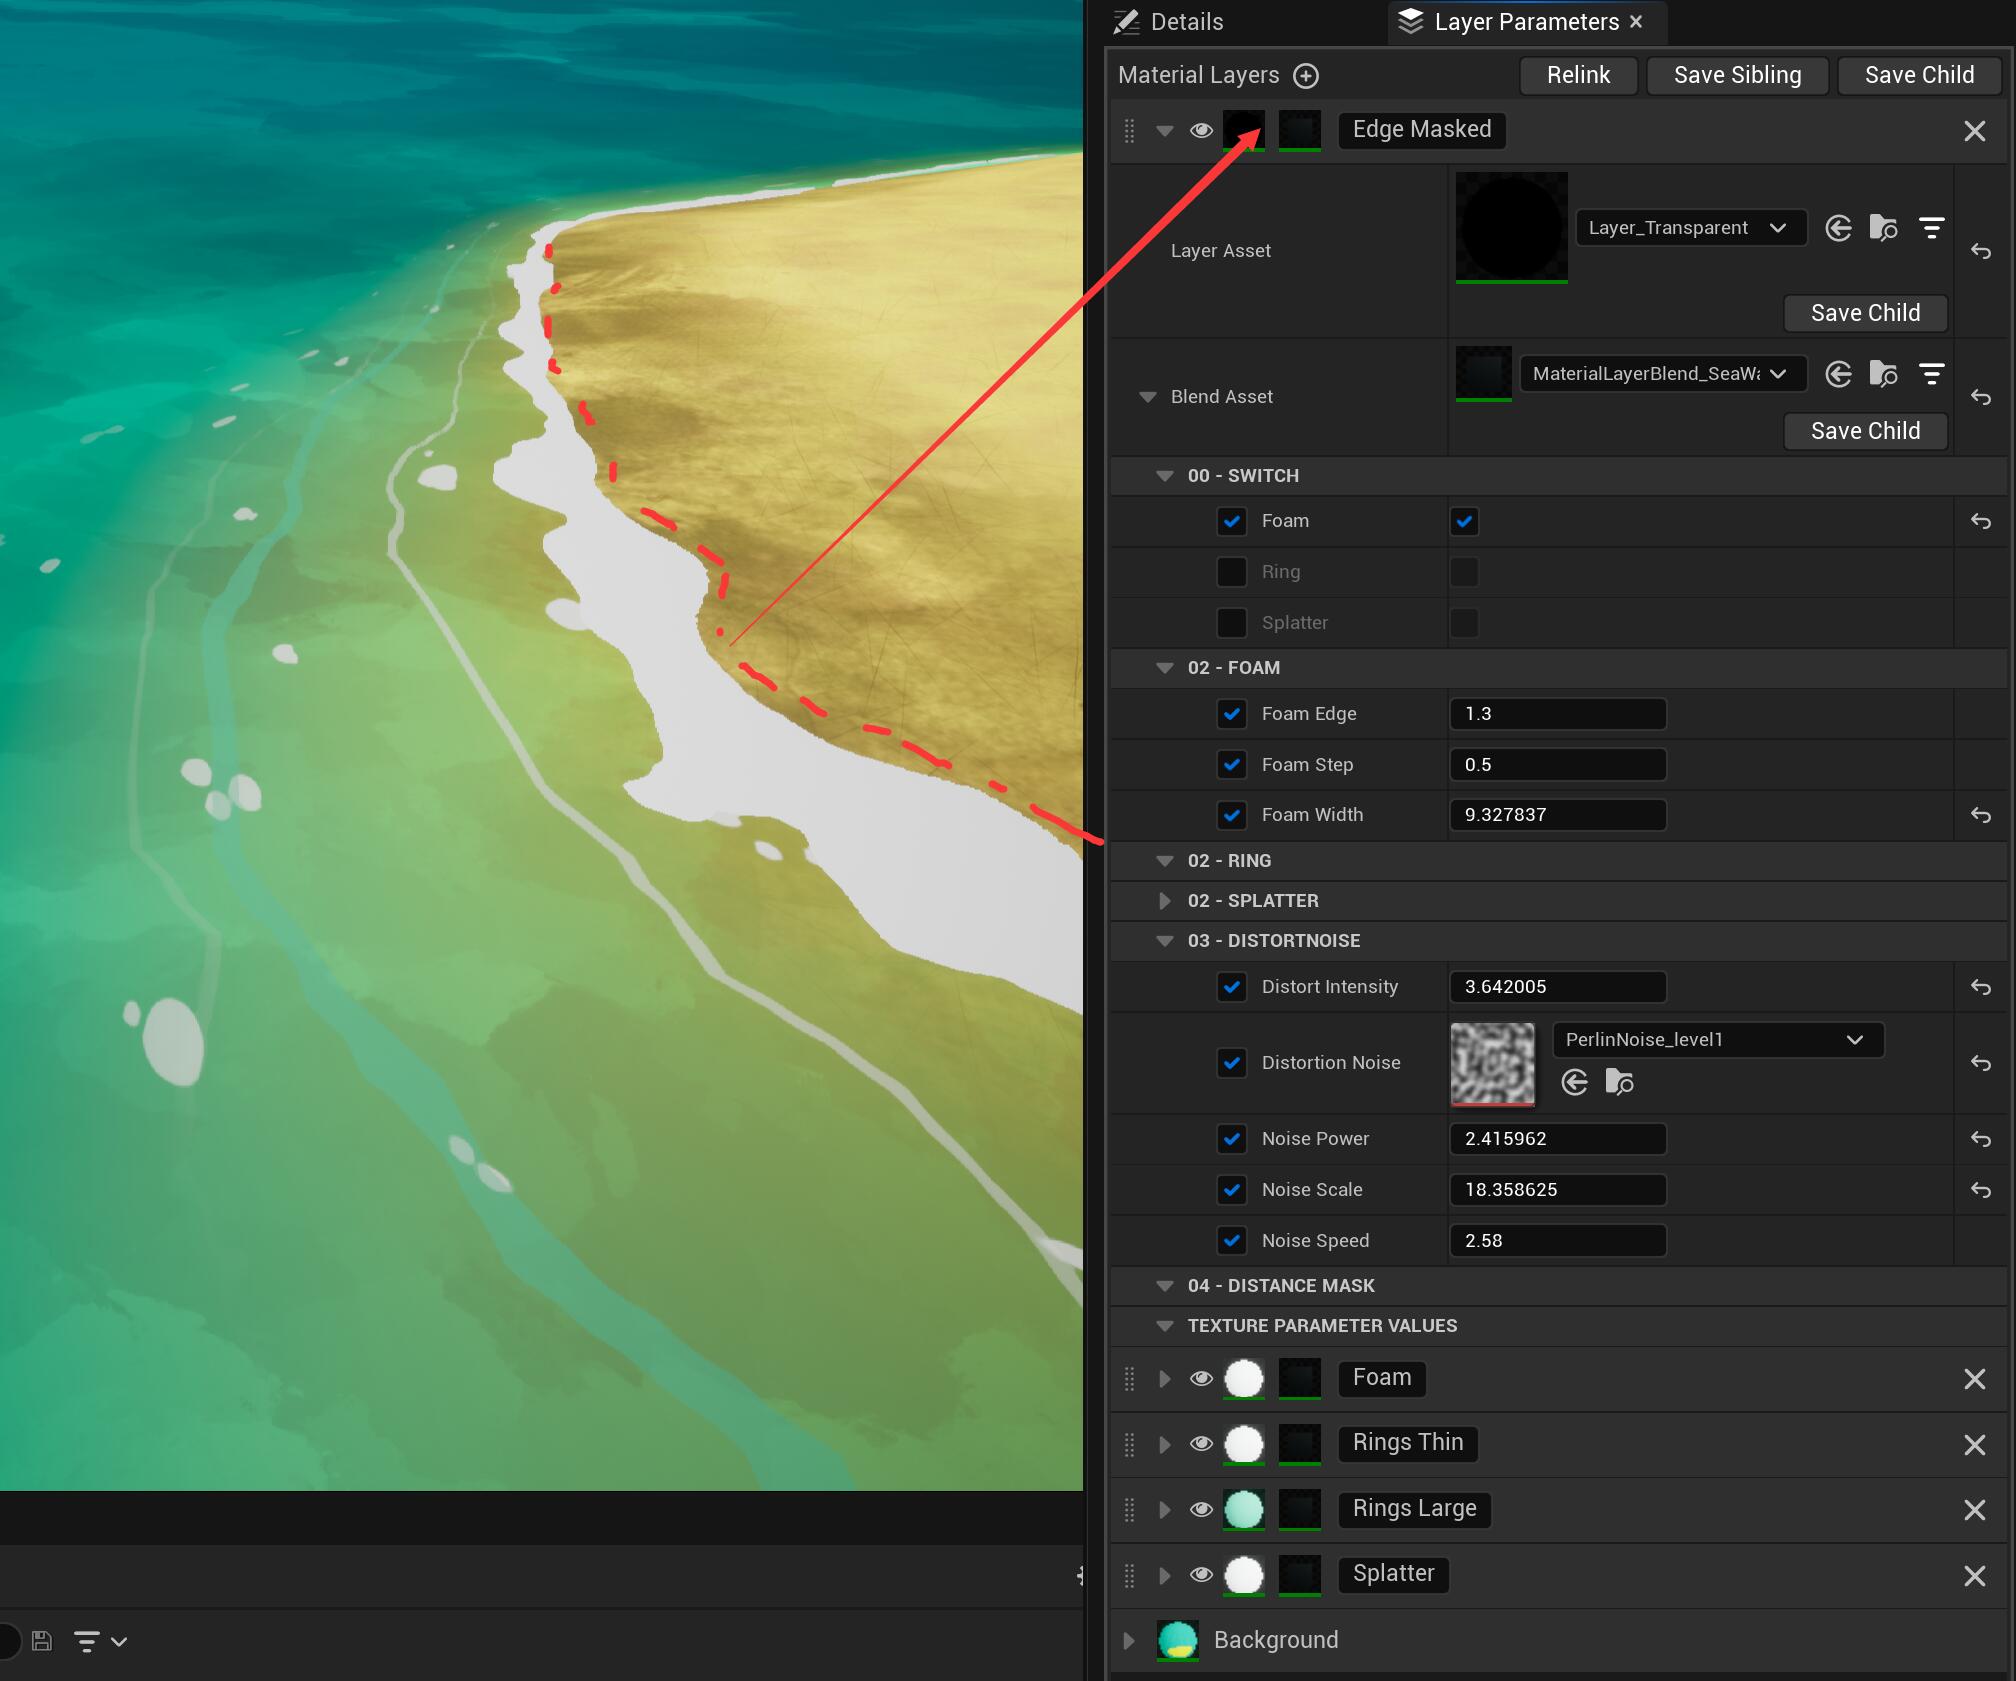 Details
Layer Parameters
Material Layers
Relink
Save Sibling
Save Child
Edge Masked
Layer Asset
Layer_Transparent
Save Child
Blend Asset
MaterialLayerBlend_SeaWa
Save Child
00 - SWITCH
Foam
Ring
Splatter
02 - FOAM
Foam Edge 1.3
Foam Step 0.5
Foam Width 9.327837
02 - RING
02 - SPLATTER
03 - DISTORTNOISE
Distort Intensity 3.642005
Distortion Noise PerlinNoise_level1
Noise Power 2.415962
Noise Scale 18.358625
Noise Speed 2.58
04 - DISTANCE MASK
TEXTURE PARAMETER VALUES
Foam
Rings Thin
Rings Large
Splatter
Background